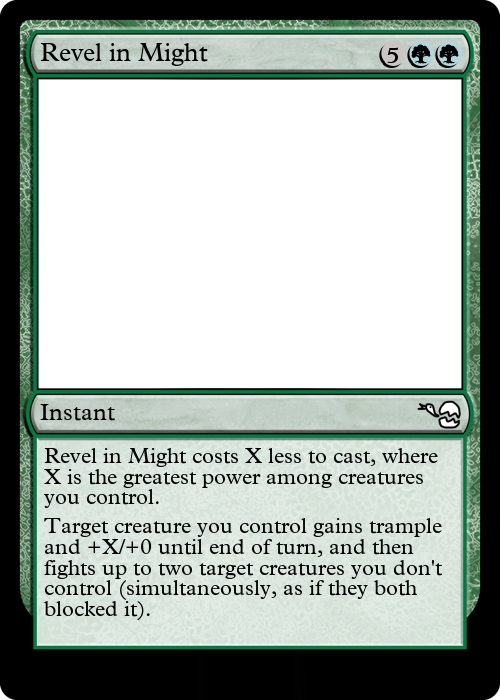 Revel in Might 5
Instant
Revel in Might costs X less to cast, where
X is the greatest power among creatures
you control.
Target creature you control gains trample
and +X/+0 until end of turn, and then
fights up to two target creatures you don't
control (simultaneously, as if they both
blocked it).